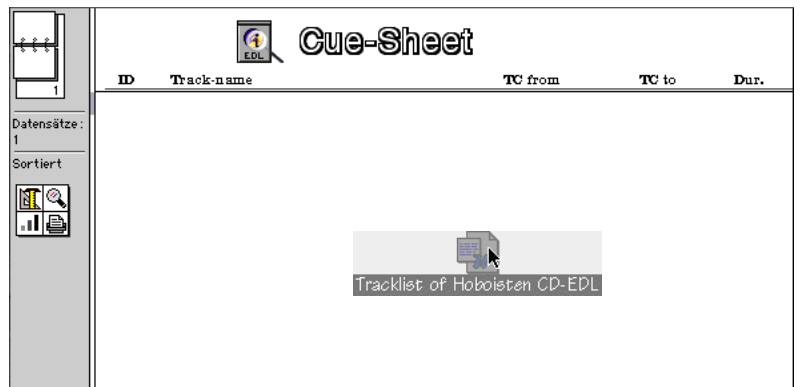 EDL
Cue-Sheet
ID Track-name TC from TC to Dur.
1
Datensätze:
1
Sortiert
Tracklist of Hoboisten CD-EDL